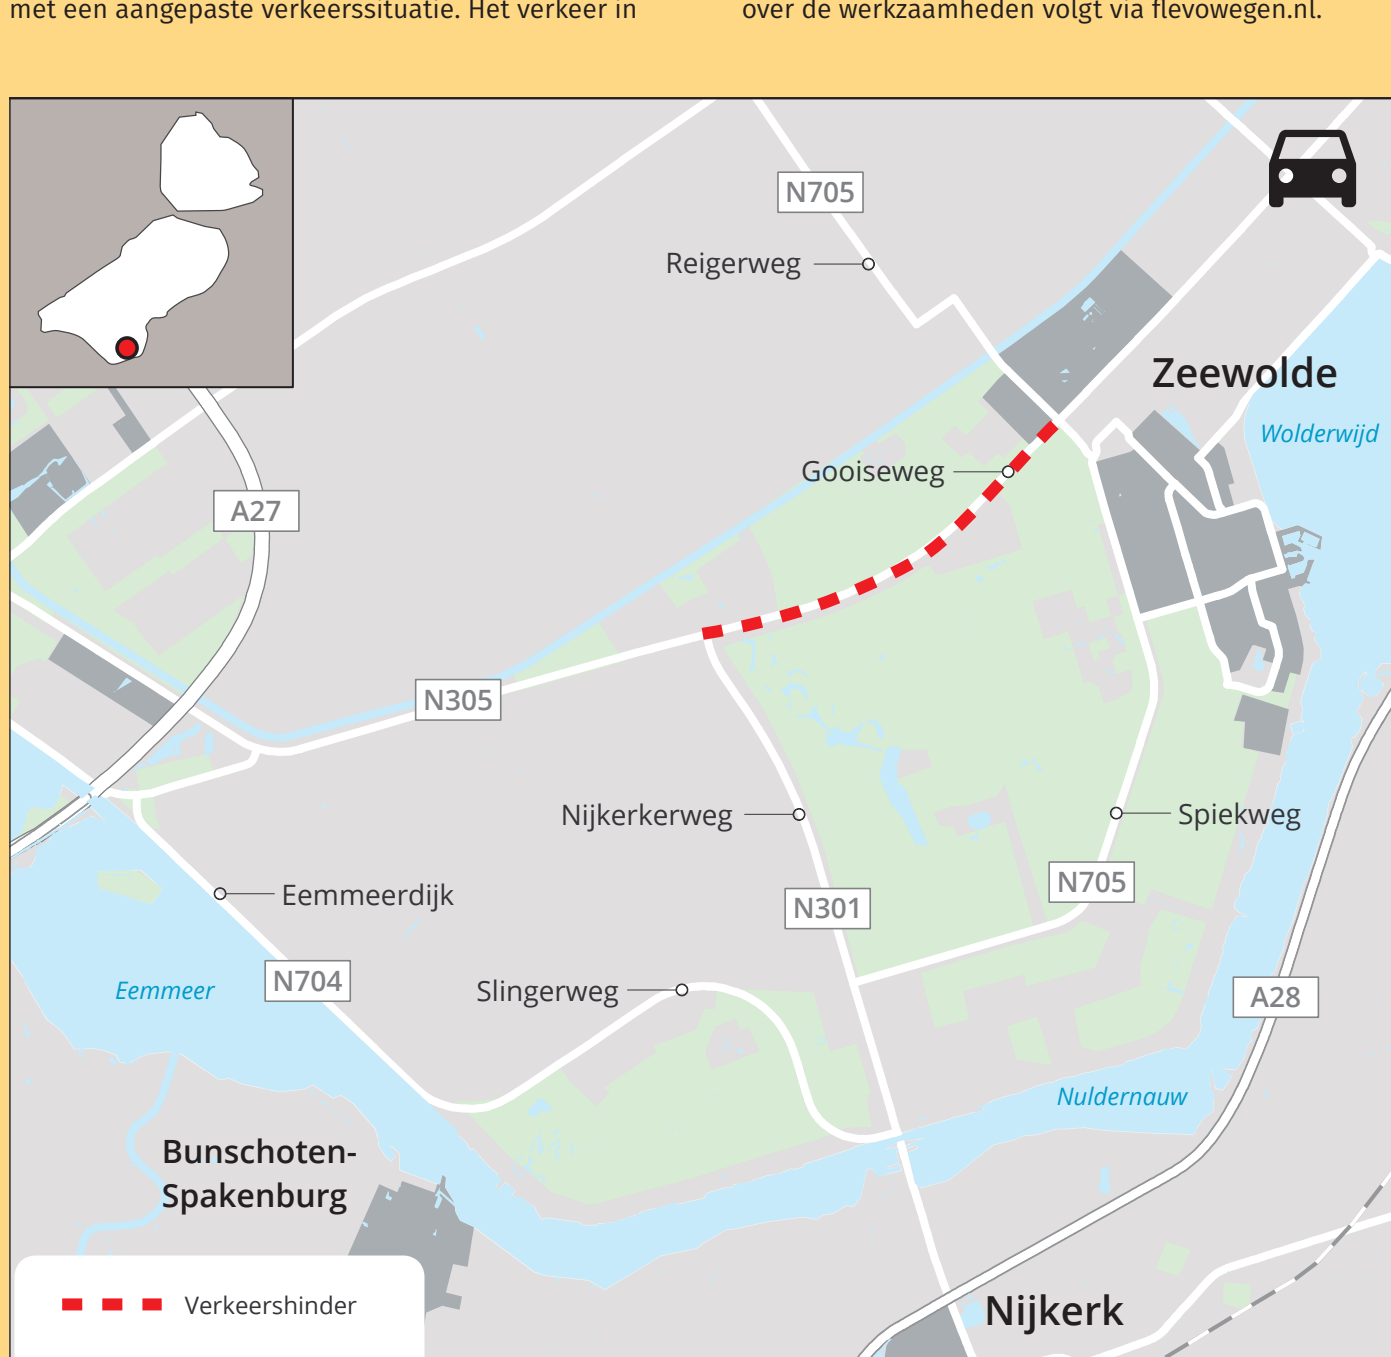 met een aangepaste verkeerssituatie. Het verkeer in
over de werkzaamheden volgt via flevowegen.nl.
N705
Reigerweg
Zeewolde
Wolderwijd
Gooiseweg
A27
N305
Nijkerkerweg
Spiekweg
N705
Eemmeerdijk
N301
N704
Eemmeer
Slingerweg
A28
Nuldernauw
Bunschoten-
Spakenburg
Verkeershinder
Nijkerk